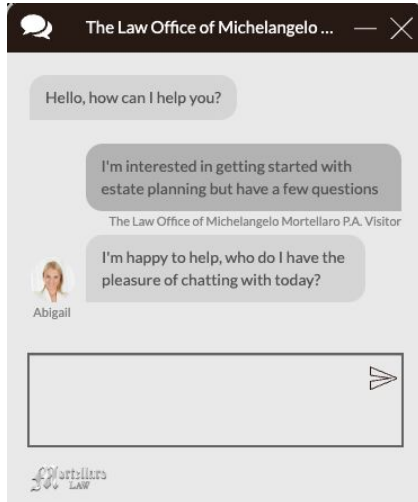 The Law Office of Michelangelo ...
Hello, how can I help you?
I'm interested in getting started with
estate planning but have a few questions
The Law Office of Michelangelo Mortellaro P.A. Visitor
I'm happy to help, who do I have the
pleasure of chatting with today?
Abigail
Mortellaro
LAW